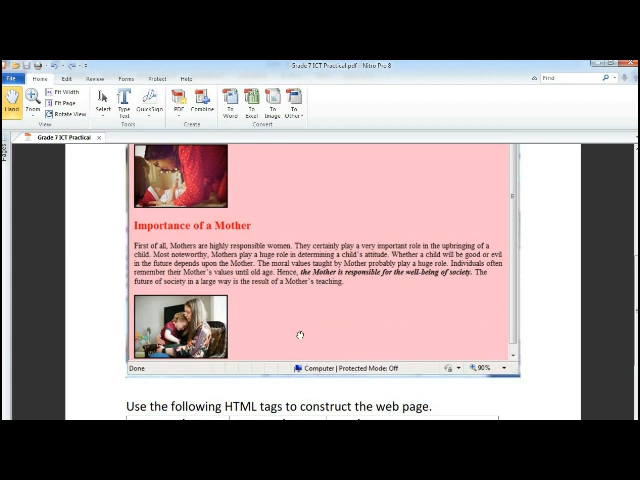 Grade 7 ICT Practical.pdf - Nitro Pro 8
File Home Edit Review Forms Protect Help
Find
Hand
Zoom
Fit Width
Fit Page
Rotate View
View
Select
Type Text
QuickSign
Tools
PDF
Combine
Create
To Word
To Excel
To Image
To Other
Convert
Pages
Grade 7 ICT Practical
Importance of a Mother
First of all, Mothers are highly responsible women. They certainly play a very important role in the upbringing of a
child. Most noteworthy, Mothers play a huge role in determining a child's attitude. Whether a child will be good or evil
in the future depends upon the Mother. The moral values taught by Mother probably play a huge role. Individuals often
remember their Mother's values until old age. Hence, the Mother is responsible for the well-being of society. The
future of society in a large way is the result of a Mother's teaching.
Done
Computer | Protected Mode: Off
90%
Use the following HTML tags to construct the web page.